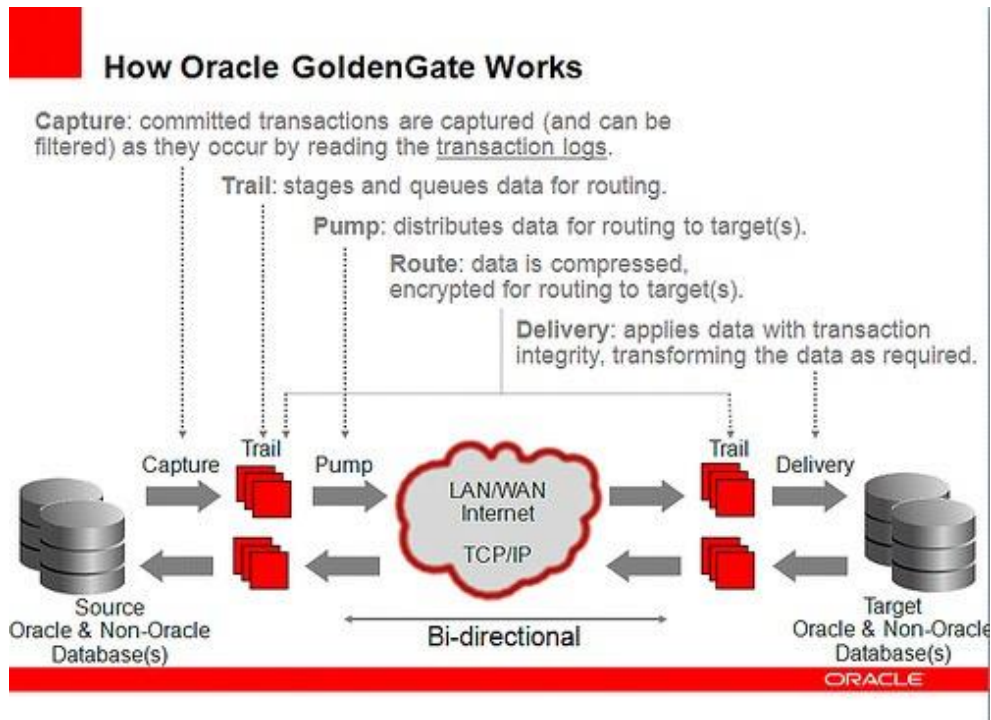 How Oracle GoldenGate Works
Capture: committed transactions are captured (and can be
filtered) as they occur by reading the transaction logs.
Trail: stages and queues data for routing.
Pump: distributes data for routing to target(s).
Route: data is compressed,
encrypted for routing to target(s).
Delivery: applies data with transaction
integrity, transforming the data as required.
Capture
Trail
Pump
LAN/WAN
Internet
TCP/IP
Trail
Delivery
Source
Oracle & Non-Oracle
Database(s)
Bi-directional
Target
Oracle & Non-Oracle
Database(s)
ORACLE